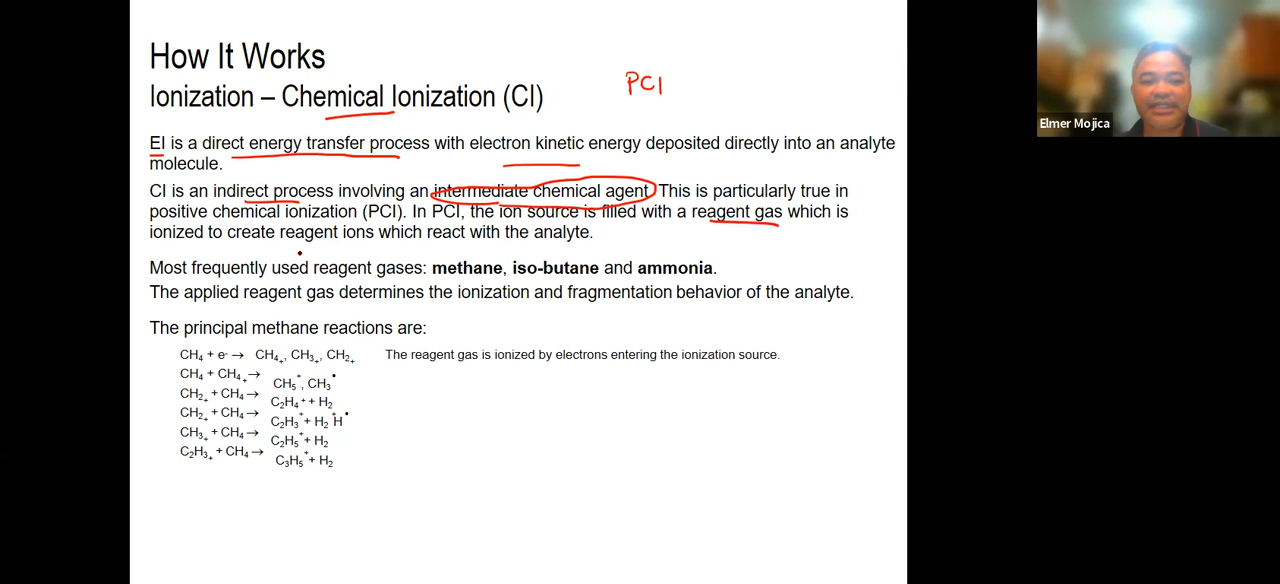 How It Works
Ionization – Chemical Ionization (CI)
PCI
EI is a direct energy transfer process with electron kinetic energy deposited directly into an analyte
molecule.
CI is an indirect process involving an intermediate chemical agent. This is particularly true in
positive chemical ionization (PCI). In PCI, the ion source is filled with a reagent gas which is
ionized to create reagent ions which react with the analyte.
Most frequently used reagent gases: methane, iso-butane and ammonia.
The applied reagent gas determines the ionization and fragmentation behavior of the analyte.
The principal methane reactions are:
CH₄ + e⁻ → CH₄₊, CH₃₊, CH₂₊ The reagent gas is ionized by electrons entering the ionization source.
CH₄ + CH₄₊ → CH₅⁺, CH₃•
CH₂₊ + CH₄ → C₂H₄⁺ + H₂
CH₂₊ + CH₄ → C₂H₃⁺ + H₂⁺H•
CH₃₊ + CH₄ → C₂H₅⁺ + H₂
C₂H₃₊ + CH₄ → C₃H₅⁺ + H₂
Elmer Mojica